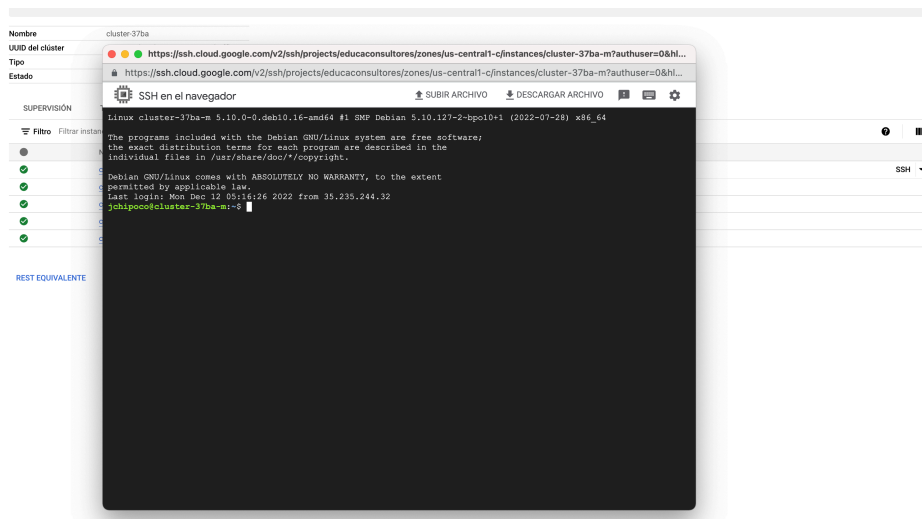 Nombre cluster-37ba
UUID del clúster
Tipo
Estado
SUPERVISIÓN
Filtro Filtrar instan
https://ssh.cloud.google.com/v2/ssh/projects/educaconsultores/zones/us-central1-c/instances/cluster-37ba-m?authuser=0&hl...
https://ssh.cloud.google.com/v2/ssh/projects/educaconsultores/zones/us-central1-c/instances/cluster-37ba-m?authuser=0&hl...
SSH en el navegador SUBIR ARCHIVO DESCARGAR ARCHIVO
Linux cluster-37ba-m 5.10.0-0.deb10.16-amd64 #1 SMP Debian 5.10.127-2~bpo10+1 (2022-07-28) x86_64
The programs included with the Debian GNU/Linux system are free software;
the exact distribution terms for each program are described in the
individual files in /usr/share/doc/*/copyright.
Debian GNU/Linux comes with ABSOLUTELY NO WARRANTY, to the extent
permitted by applicable law.
Last login: Mon Dec 12 05:16:26 2022 from 35.235.244.32
jchipoco@cluster-37ba-m:~$
SSH
REST EQUIVALENTE